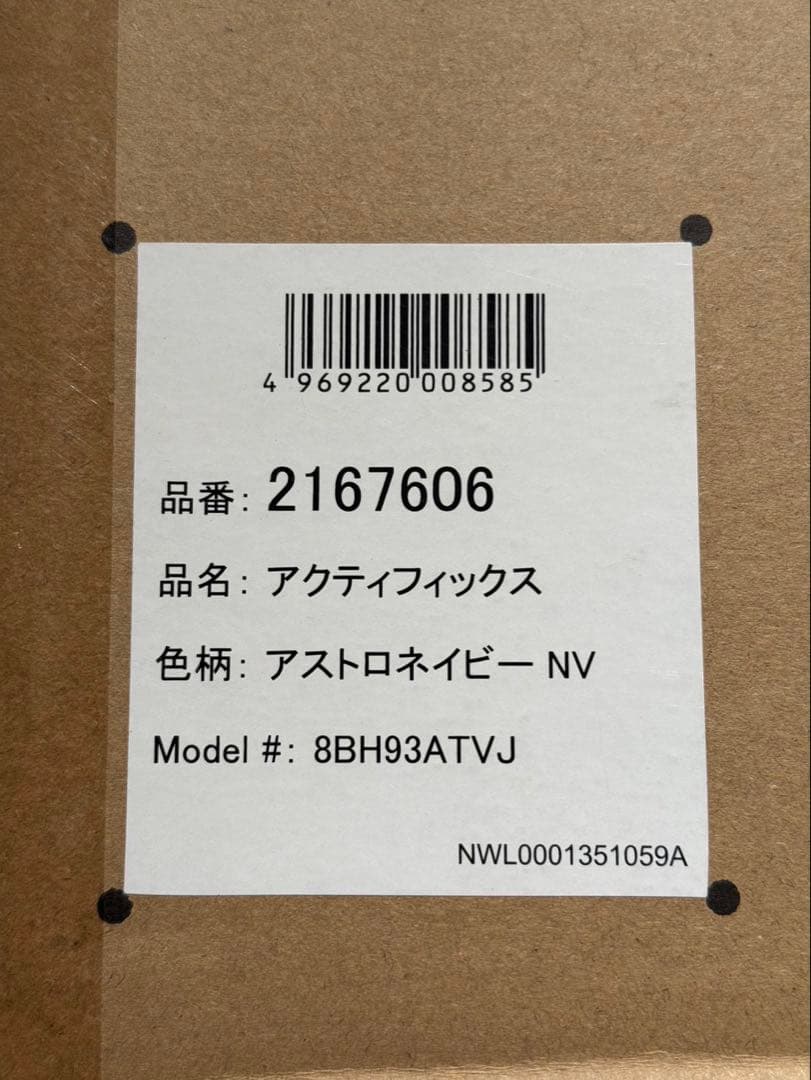 4 969220 008585
品番: 2167606
品名: アクティフィックス
色柄: アストロネイビー NV
Model #: 8BH93ATVJ
NWL0001351059A